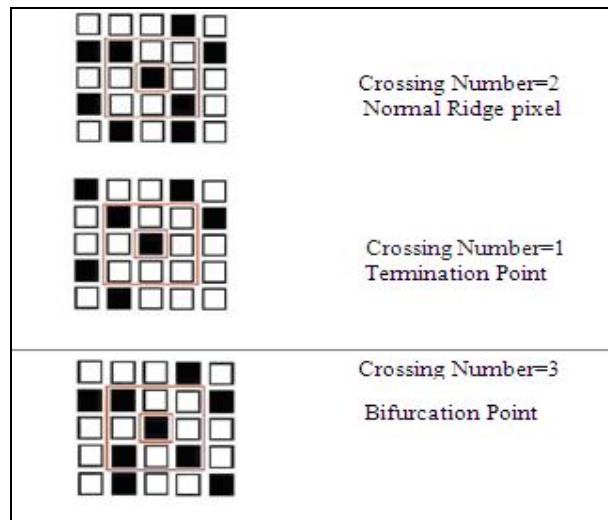 Crossing Number=2
Normal Ridge pixel
Crossing Number=1
Termination Point
Crossing Number=3
Bifurcation Point